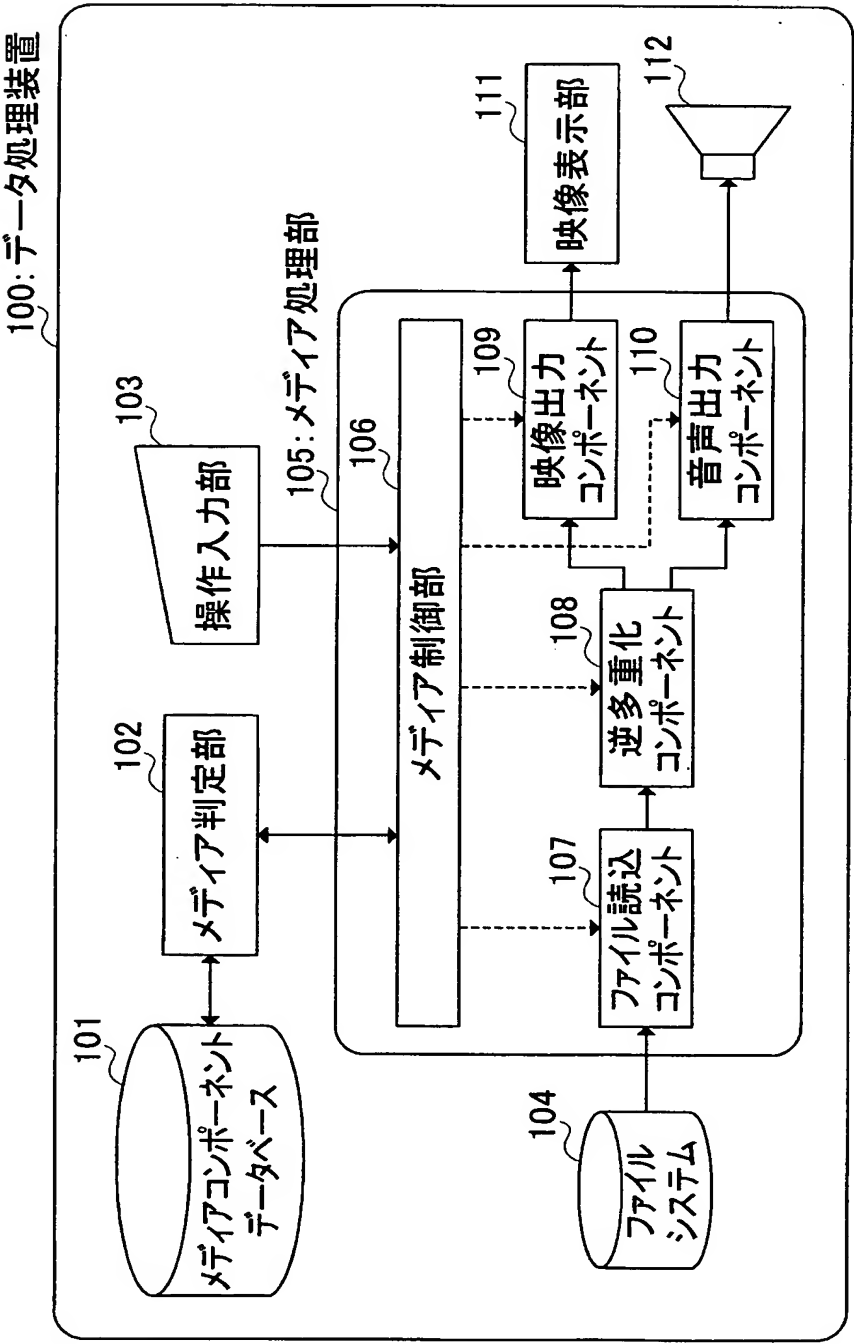 100:データ処理装置
101
メディアコンポーネント
データベース
102
メディア判定部
103
操作入力部
105:メディア処理部
106
メディア制御部
104
ファイル
システム
107
ファイル読込
コンポーネント
108
逆多重化
コンポーネント
109
映像出力
コンポーネント
110
音声出力
コンポーネント
111
映像表示部
112